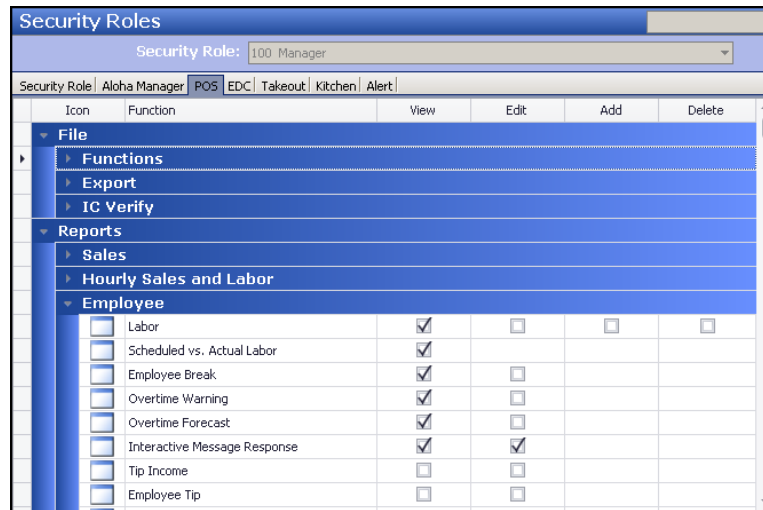 Security Roles
Security Role: 100 Manager
Security Role Aloha Manager POS EDC Takeout Kitchen Alert
Icon Function View Edit Add Delete
File
Functions
Export
IC Verify
Reports
Sales
Hourly Sales and Labor
Employee
Labor
Scheduled vs. Actual Labor
Employee Break
Overtime Warning
Overtime Forecast
Interactive Message Response
Tip Income
Employee Tip